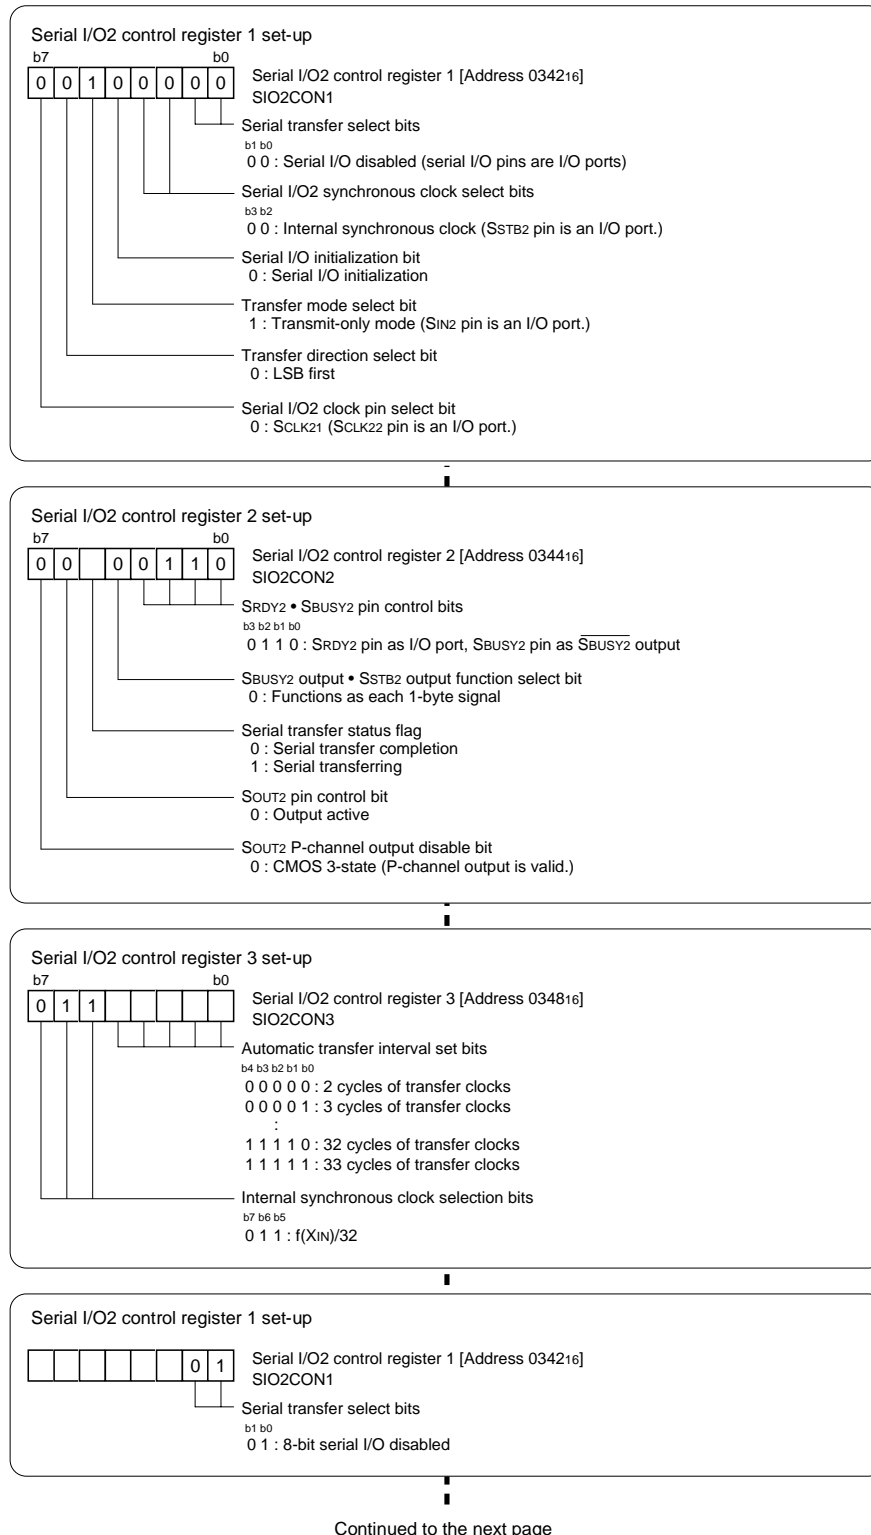 Serial I/O2 control register 1 set-up
b7 b0
0 0 1 0 0 0 0 0
Serial I/O2 control register 1 [Address 034216]
SIO2CON1
Serial transfer select bits
b1 b0
0 0 : Serial I/O disabled (serial I/O pins are I/O ports)
Serial I/O2 synchronous clock select bits
b3 b2
0 0 : Internal synchronous clock (SSTB2 pin is an I/O port.)
Serial I/O initialization bit
0 : Serial I/O initialization
Transfer mode select bit
1 : Transmit-only mode (SIN2 pin is an I/O port.)
Transfer direction select bit
0 : LSB first
Serial I/O2 clock pin select bit
0 : SCLK21 (SCLK22 pin is an I/O port.)
Serial I/O2 control register 2 set-up
b7 b0
0 0 0 0 1 1 0
Serial I/O2 control register 2 [Address 034416]
SIO2CON2
SRDY2 • SBUSY2 pin control bits
b3 b2 b1 b0
0 1 1 0 : SRDY2 pin as I/O port, SBUSY2 pin as SBUSY2 output
SBUSY2 output • SSTB2 output function select bit
0 : Functions as each 1-byte signal
Serial transfer status flag
0 : Serial transfer completion
1 : Serial transferring
SOUT2 pin control bit
0 : Output active
SOUT2 P-channel output disable bit
0 : CMOS 3-state (P-channel output is valid.)
Serial I/O2 control register 3 set-up
b7 b0
0 1 1
Serial I/O2 control register 3 [Address 034816]
SIO2CON3
Automatic transfer interval set bits
b4 b3 b2 b1 b0
0 0 0 0 0 : 2 cycles of transfer clocks
0 0 0 0 1 : 3 cycles of transfer clocks
:
1 1 1 1 0 : 32 cycles of transfer clocks
1 1 1 1 1 : 33 cycles of transfer clocks
Internal synchronous clock selection bits
b7 b6 b5
0 1 1 : f(XIN)/32
Serial I/O2 control register 1 set-up
0 1
Serial I/O2 control register 1 [Address 034216]
SIO2CON1
Serial transfer select bits
b1 b0
0 1 : 8-bit serial I/O disabled
Continued to the next page